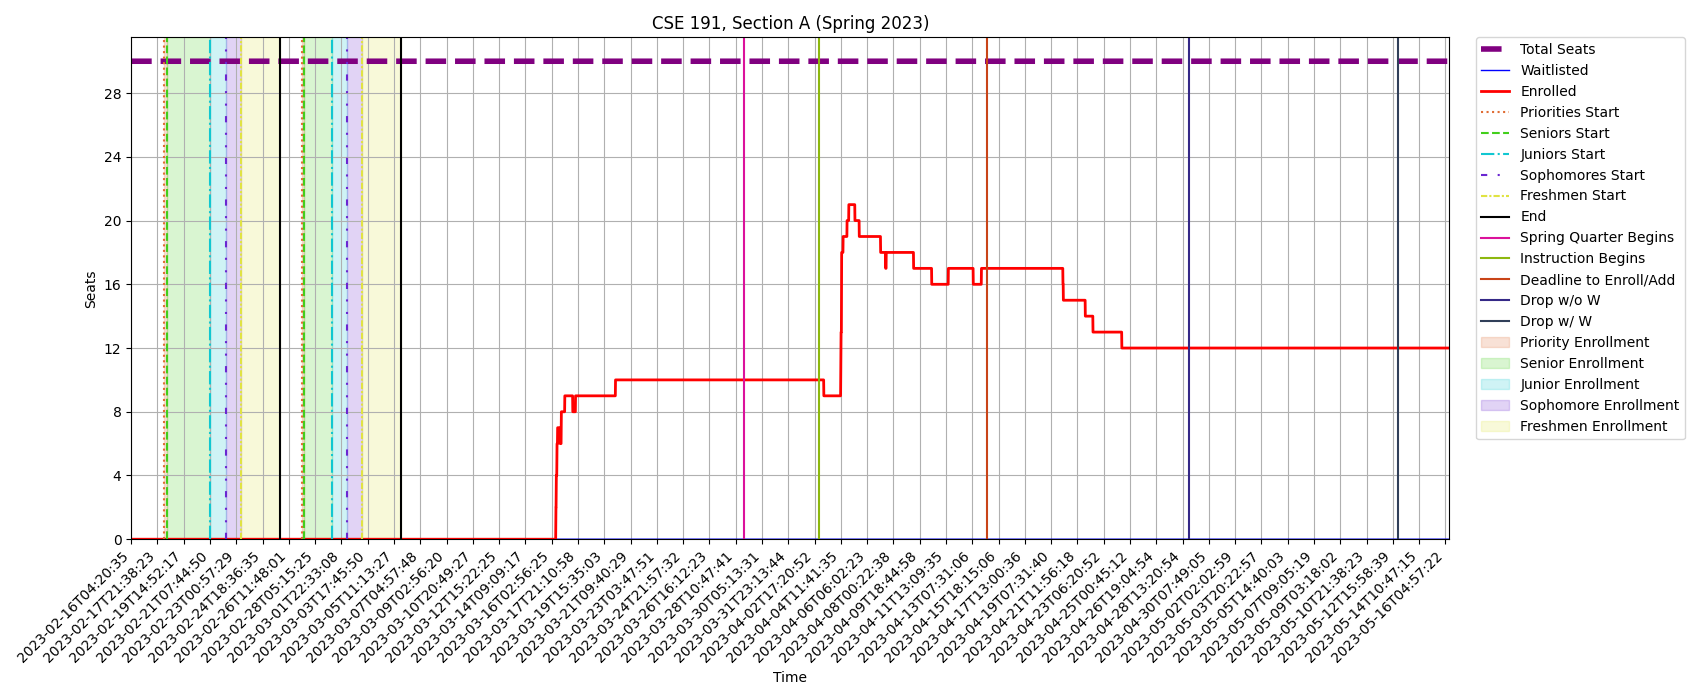 CSE 191, Section A (Spring 2023)
Seats
28
24
20
16
12
8
4
0
2023-02-16T04:20:35
2023-02-17T21:38:23
2023-02-19T14:52:17
2023-02-21T07:44:50
2023-02-23T00:57:29
2023-02-24T18:36:35
2023-02-26T11:48:01
2023-02-28T05:15:25
2023-03-01T22:33:08
2023-03-03T17:45:50
2023-03-05T11:13:27
2023-03-07T04:57:48
2023-03-09T02:56:20
2023-03-10T20:49:27
2023-03-12T15:22:25
2023-03-14T09:09:17
2023-03-16T02:56:25
2023-03-17T21:10:58
2023-03-19T15:35:03
2023-03-21T09:40:29
2023-03-23T03:47:51
2023-03-24T21:57:32
2023-03-26T16:12:23
2023-03-28T10:47:41
2023-03-30T05:13:31
2023-03-31T23:13:44
2023-04-02T17:20:52
2023-04-04T11:41:35
2023-04-06T06:02:23
2023-04-08T00:22:38
2023-04-09T18:44:58
2023-04-11T13:09:35
2023-04-13T07:31:06
2023-04-15T18:15:06
2023-04-17T13:00:36
2023-04-19T07:31:40
2023-04-21T11:56:18
2023-04-23T06:20:52
2023-04-25T00:45:12
2023-04-26T19:04:54
2023-04-28T13:20:54
2023-04-30T07:49:05
2023-05-02T02:02:59
2023-05-03T20:22:57
2023-05-05T14:40:03
2023-05-07T09:05:19
2023-05-09T03:18:02
2023-05-10T21:38:23
2023-05-12T15:58:39
2023-05-14T10:47:15
2023-05-16T04:57:22
Time
Total Seats
Waitlisted
Enrolled
Priorities Start
Seniors Start
Juniors Start
Sophomores Start
Freshmen Start
End
Spring Quarter Begins
Instruction Begins
Deadline to Enroll/Add
Drop w/o W
Drop w/ W
Priority Enrollment
Senior Enrollment
Junior Enrollment
Sophomore Enrollment
Freshmen Enrollment